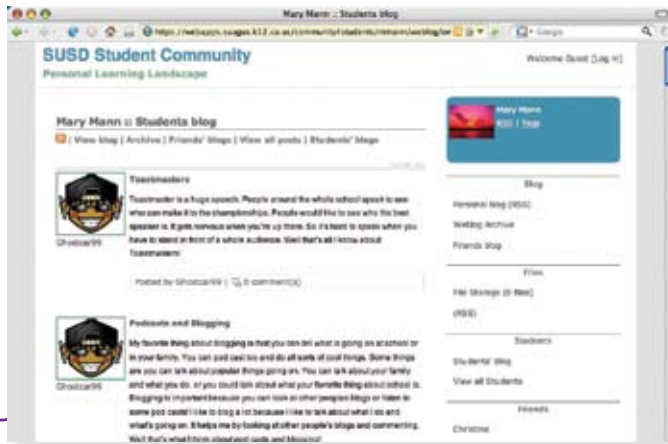 Mary Mann :: Students blog
SUSD Student Community
Personal Learning Landscape
Welcome Guest [Log in]
Mary Mann :: Students blog
| View blog | Archive | Friends' blogs | View all posts | Students' blogs
Toastmasters
Toastmaster is a huge speech. People around the whole school speak to see
who can make it to the championships. People would like to see who the best
speaker is. It gets nervous when you're up there. So it's hard to speak when you
have to stand in front of a whole audience. Well that's all I know about
Toastmasters!
Ghostcar99
Posted by Ghostcar99 | 0 comment(s)
Podcasts and Blogging
My favorite thing about blogging is that you can tell what is going on at school or
in your family. You can pod cast too and do all sorts of cool things. Some things
are you can talk about popular things going on. You can talk about your family
and what you do, or you could talk about what your favorite thing about school is.
Blogging is important because you can look at other peoples blogs or listen to
some pod casts! I like to blog a lot because I like to talk about what I do and
what's going on. It helps me by looking at other people's blogs and commenting.
Well that's what I think about pod casts and blogging!
Ghostcar99
Mary Mann
RSS | Tags
Blog
Personal blog (RSS)
Weblog Archive
Friends blog
Files
File Storage (0 files)
(RSS)
Students
Students' Blog
View all Students
Friends
Christine